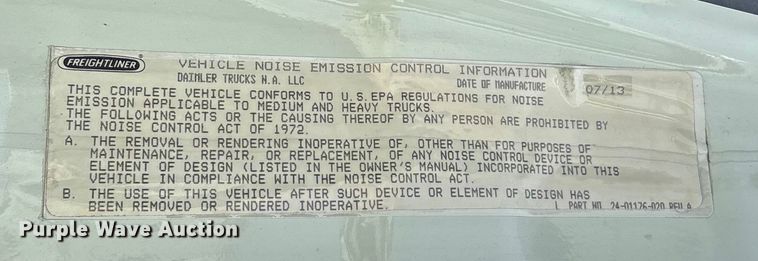 FREIGHTLINER
VEHICLE NOISE EMISSION CONTROL INFORMATION
DAIMLER TRUCKS N.A. LLC
DATE OF MANUFACTURE
07/13
THIS COMPLETE VEHICLE CONFORMS TO U.S.EPA REGULATIONS FOR NOISE
EMISSION APPLICABLE TO MEDIUM AND HEAVY TRUCKS.
THE FOLLOWING ACTS OR THE CAUSING THEREOF BY ANY PERSON ARE PROHIBITED BY
THE NOISE CONTROL ACT OF 1972.
A. THE REMOVAL OR RENDERING INOPERATIVE OF, OTHER THAN FOR PURPOSES OF
MAINTENANCE, REPAIR, OR REPLACEMENT, OF ANY NOISE CONTROL DEVICE OR
ELEMENT OF DESIGN (LISTED IN THE OWNER'S MANUAL) INCORPORATED INTO THIS
VEHICLE IN COMPLIANCE WITH THE NOISE CONTROL ACT.
B. THE USE OF THIS VEHICLE AFTER SUCH DEVICE OR ELEMENT OF DESIGN HAS
BEEN REMOVED OR RENDERED INOPERATIVE.
PART NO. 24-01176-020 REV A
Purple Wave Auction